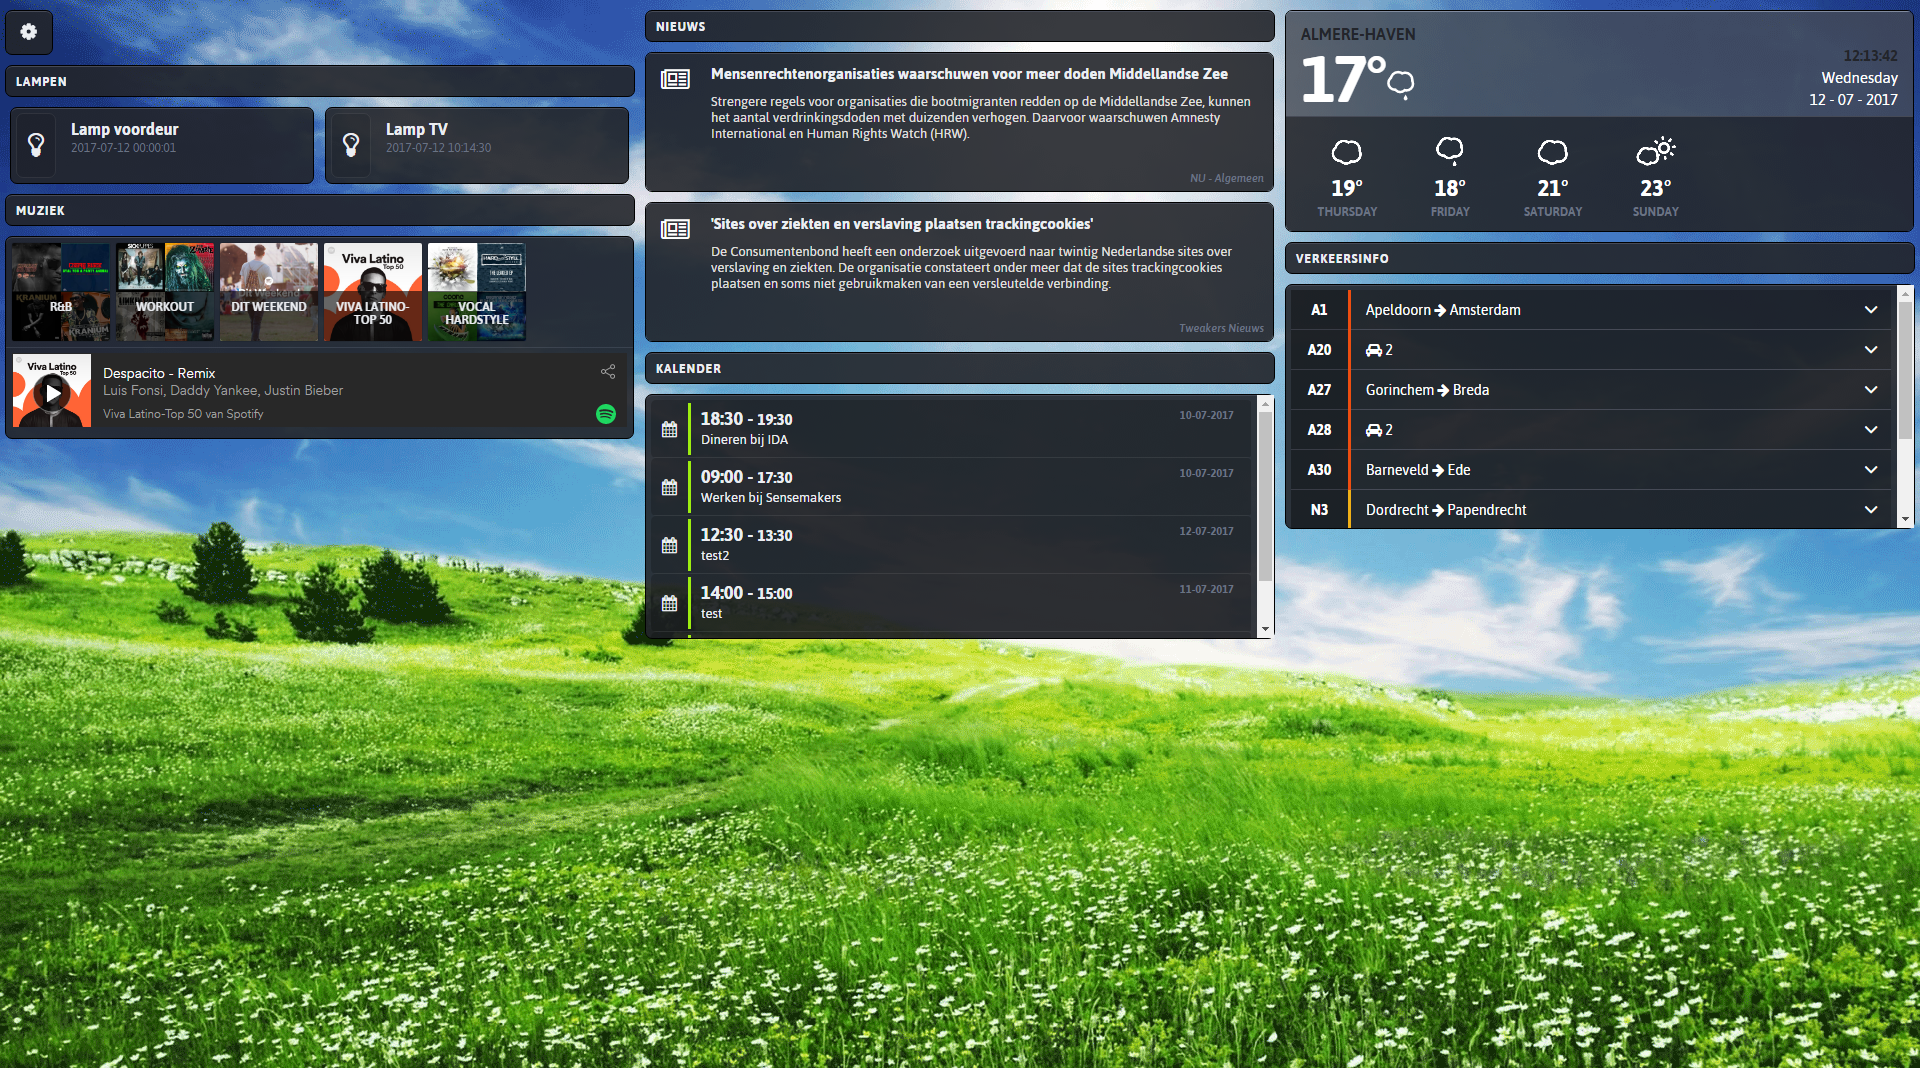 LAMPEN
Lamp voordeur
2017-07-12 00:00:01
Lamp TV
2017-07-12 10:14:30
MUZIEK
R&B
WORKOUT
Dit Weekend
DIT WEEKEND
Viva Latino
Top 50
VIVA LATINO-
TOP 50
VOCAL
HARDSTYLE
KRANIUM
Viva Latino
Top 50
Despacito - Remix
Luis Fonsi, Daddy Yankee, Justin Bieber
Viva Latino-Top 50 van Spotify
NIEUWS
Mensenrechtenorganisaties waarschuwen voor meer doden Middellandse Zee
Strengere regels voor organisaties die bootmigranten redden op de Middellandse Zee, kunnen
het aantal verdrinkingsdoden met duizenden verhogen. Daarvoor waarschuwen Amnesty
International en Human Rights Watch (HRW).
NU - Algemeen
'Sites over ziekten en verslaving plaatsen trackingcookies'
De Consumentenbond heeft een onderzoek uitgevoerd naar twintig Nederlandse sites over
verslaving en ziekten. De organisatie constateert onder meer dat de sites trackingcookies
plaatsen en soms niet gebruikmaken van een versleutelde verbinding.
Tweakers Nieuws
KALENDER
18:30 - 19:30
10-07-2017
Dineren bij IDA
09:00 - 17:30
10-07-2017
Werken bij Sensemakers
12:30 - 13:30
12-07-2017
test2
14:00 - 15:00
11-07-2017
test
ALMERE-HAVEN
17°
12:13:42
Wednesday
12 - 07 - 2017
19° 18° 21° 23°
THURSDAY FRIDAY SATURDAY SUNDAY
VERKEERSINFO
A1 Apeldoorn → Amsterdam
A20 2
A27 Gorinchem → Breda
A28 2
A30 Barneveld → Ede
N3 Dordrecht → Papendrecht